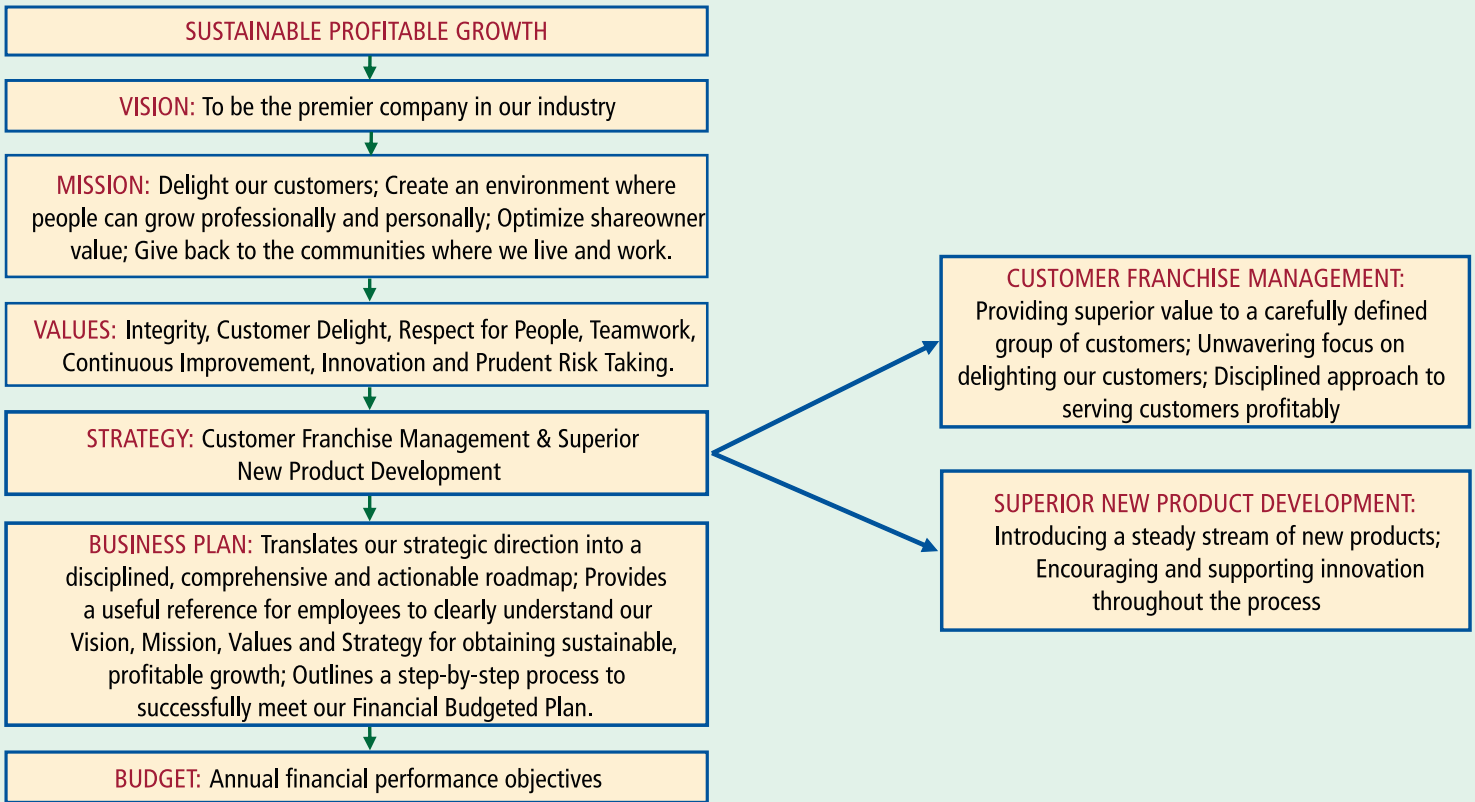 SUSTAINABLE PROFITABLE GROWTH
VISION: To be the premier company in our industry
MISSION: Delight our customers; Create an environment where
people can grow professionally and personally; Optimize shareowner
value; Give back to the communities where we live and work.
VALUES: Integrity, Customer Delight, Respect for People, Teamwork,
Continuous Improvement, Innovation and Prudent Risk Taking.
STRATEGY: Customer Franchise Management & Superior
New Product Development
BUSINESS PLAN: Translates our strategic direction into a
disciplined, comprehensive and actionable roadmap; Provides
a useful reference for employees to clearly understand our
Vision, Mission, Values and Strategy for obtaining sustainable,
profitable growth; Outlines a step-by-step process to
successfully meet our Financial Budgeted Plan.
BUDGET: Annual financial performance objectives
CUSTOMER FRANCHISE MANAGEMENT:
Providing superior value to a carefully defined
group of customers; Unwavering focus on
delighting our customers; Disciplined approach to
serving customers profitably
SUPERIOR NEW PRODUCT DEVELOPMENT:
Introducing a steady stream of new products;
Encouraging and supporting innovation
throughout the process